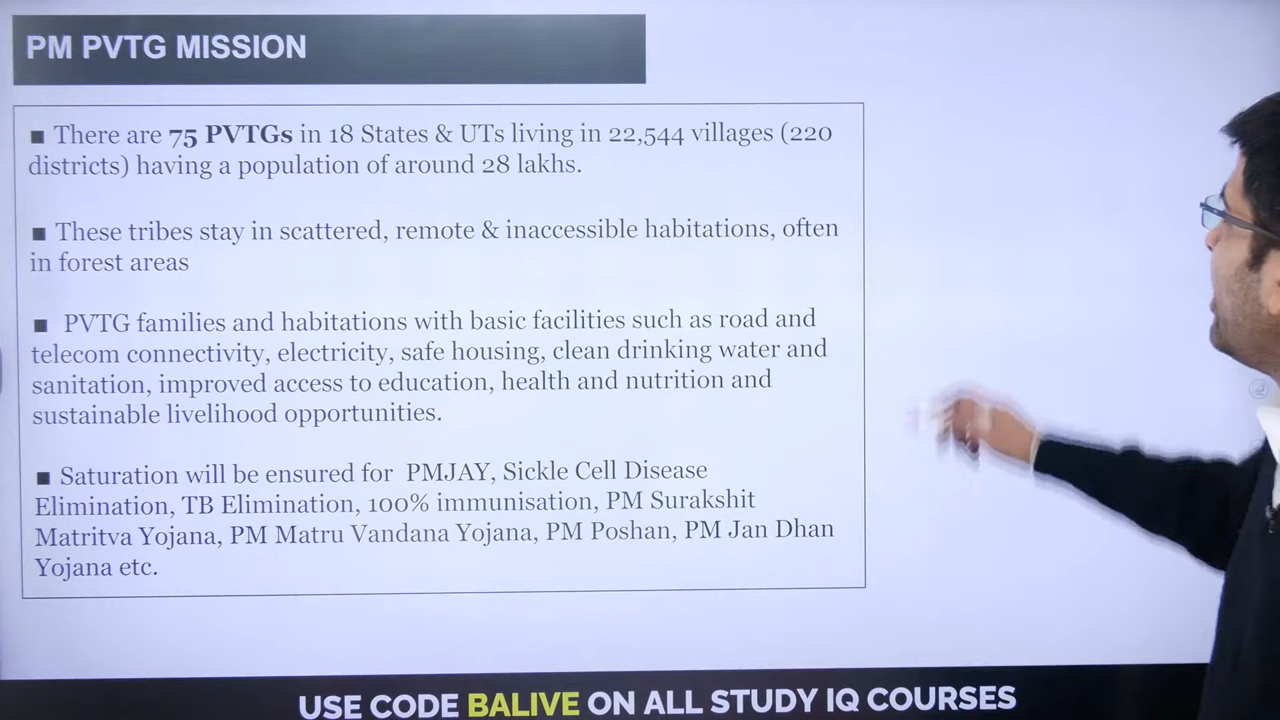 PM PVTG MISSION
■ There are 75 PVTGs in 18 States & UTs living in 22,544 villages (220
districts) having a population of around 28 lakhs.
■ These tribes stay in scattered, remote & inaccessible habitations, often
in forest areas
■ PVTG families and habitations with basic facilities such as road and
telecom connectivity, electricity, safe housing, clean drinking water and
sanitation, improved access to education, health and nutrition and
sustainable livelihood opportunities.
■ Saturation will be ensured for PMJAY, Sickle Cell Disease
Elimination, TB Elimination, 100% immunisation, PM Surakshit
Matritva Yojana, PM Matru Vandana Yojana, PM Poshan, PM Jan Dhan
Yojana etc.
USE CODE BALIVE ON ALL STUDY IQ COURSES